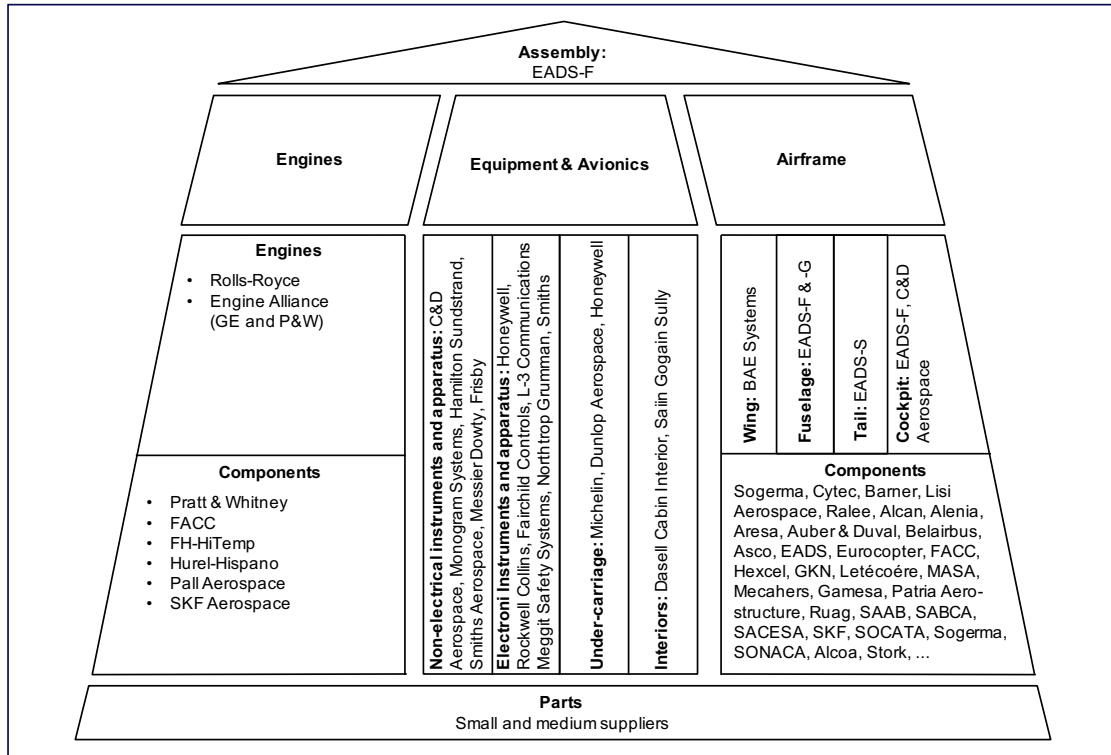 Assembly:
EADS-F
Engines
Equipment & Avionics
Airframe
Engines
• Rolls-Royce
• Engine Alliance
(GE and P&W)
Components
• Pratt & Whitney
• FACC
• FH-HiTemp
• Hurel-Hispano
• Pall Aerospace
• SKF Aerospace
Non-electrical instruments and apparatus: C&D
Aerospace, Monogram Systems, Hamilton Sundstrand,
Smiths Aerospace, Messier Dowty, Frisby
Electroni Instruments and apparatus: Honeywell,
Rockwell Collins, Fairchild Controls, L-3 Communications
Meggit Safety Systems, Northtrop Grumman, Smiths
Under-carriage: Michelin, Dunlop Aerospace, Honeywell
Interiors: Dasell Cabin Interior, Saiin Gogain Sully
Wing: BAE Systems
Fuselage: EADS-F & -G
Tail: EADS-S
Cockpit: EADS-F, C&D
Aerospace
Components
Sogerma, Cytec, Barner, Lisi
Aerospace, Ralee, Alcan, Alenia,
Aresa, Auber & Duval, Belairbus,
Asco, EADS, Eurocopter, FACC,
Hexcel, GKN, Letécoére, MASA,
Mecahers, Gamesa, Patria Aero-
structure, Ruag, SAAB, SABCA,
SACESA, SKF, SOCATA, Sogerma,
SONACA, Alcoa, Stork, ...
Parts
Small and medium suppliers